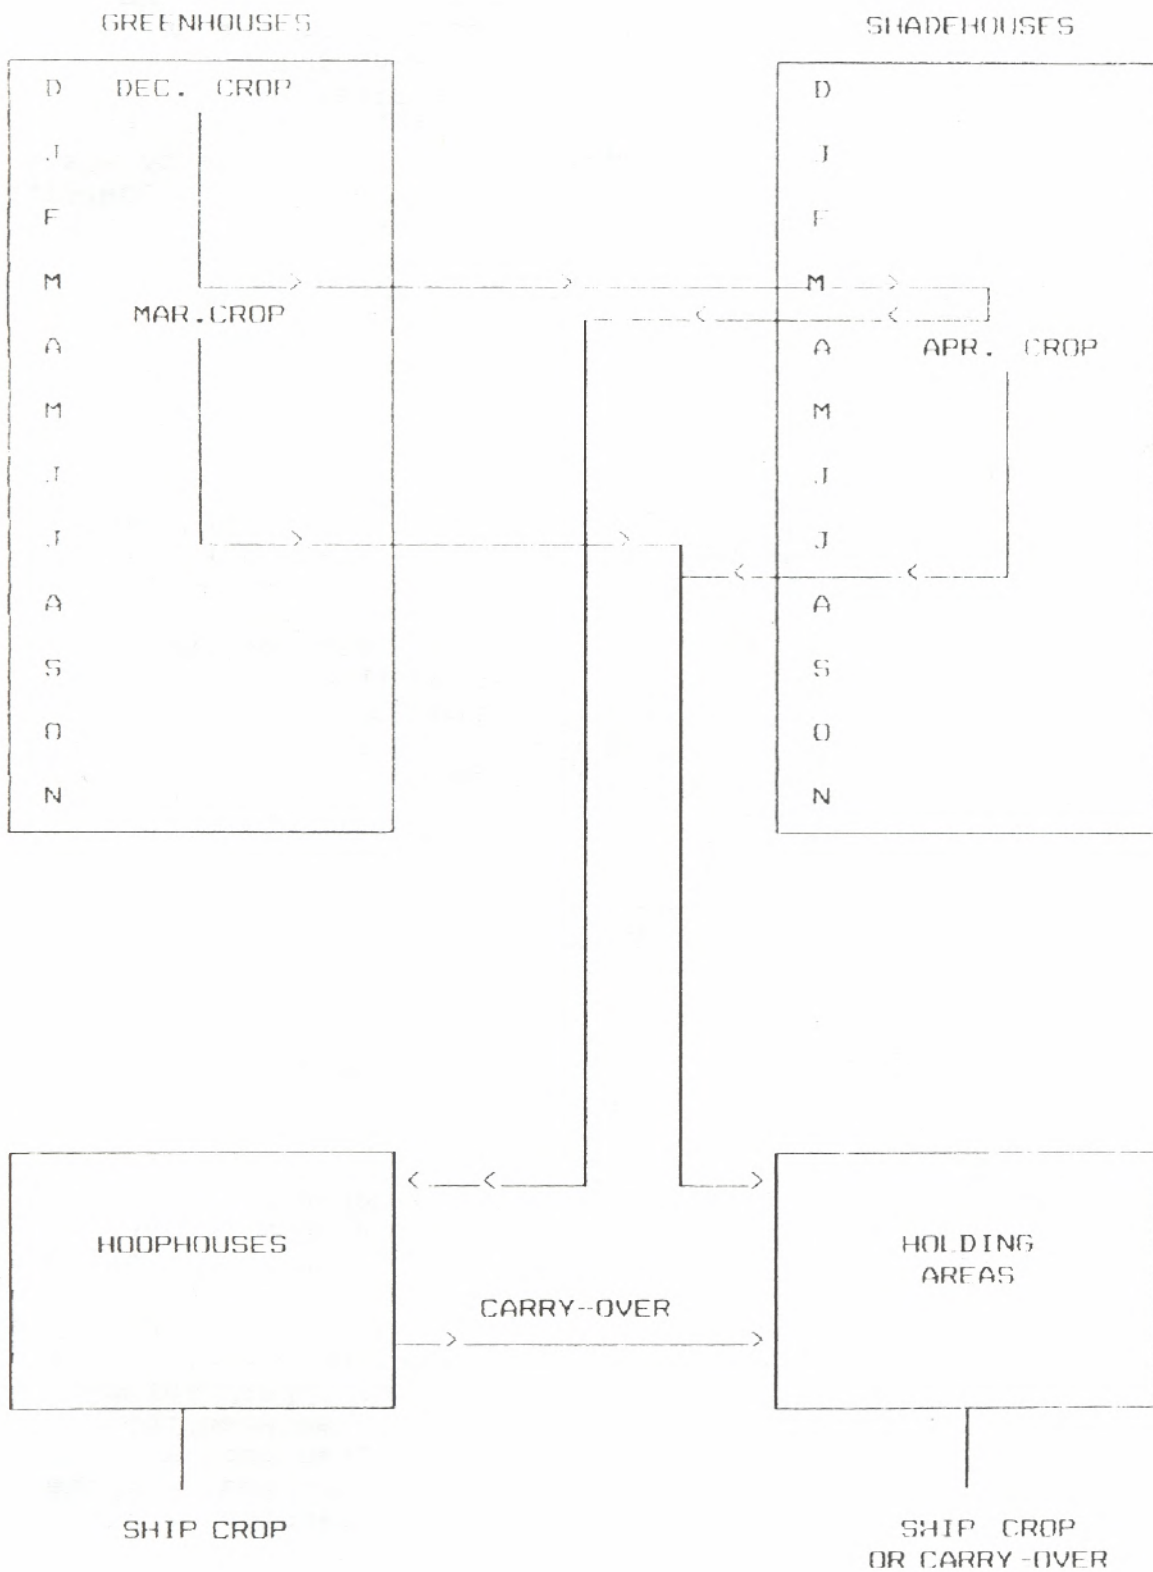 GREENHOUSES
D DEC. CROP
J
F
M
MAR.CROP
A
M
J
J
A
S
O
N
SHADEHOUSES
D
J
F
M
A APR. CROP
M
J
J
A
S
O
N
HOOPHOUSES
CARRY-OVER
HOLDING
AREAS
SHIP CROP
SHIP CROP
OR CARRY-OVER